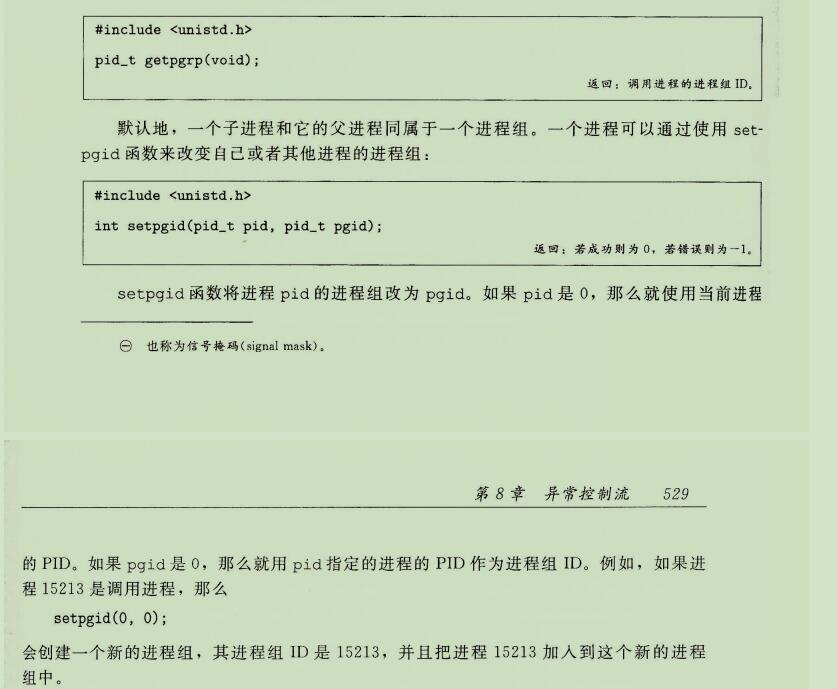 #include <unistd.h>
pid_t getpgrp(void);
返回：调用进程的进程组 ID。
默认地，一个子进程和它的父进程同属于一个进程组。一个进程可以通过使用 set-
pgid 函数来改变自己或者其他进程的进程组：
#include <unistd.h>
int setpgid(pid_t pid, pid_t pgid);
返回：若成功则为 0，若错误则为-1。
setpgid 函数将进程 pid 的进程组改为 pgid。如果 pid 是 0，那么就使用当前进程
㊀ 也称为信号掩码(signal mask)。
第 8 章 异常控制流 529
的 PID。如果 pgid 是 0，那么就用 pid 指定的进程的 PID 作为进程组 ID。例如，如果进
程 15213 是调用进程，那么
setpgid(0, 0);
会创建一个新的进程组，其进程组 ID 是 15213，并且把进程 15213 加入到这个新的进程
组中。